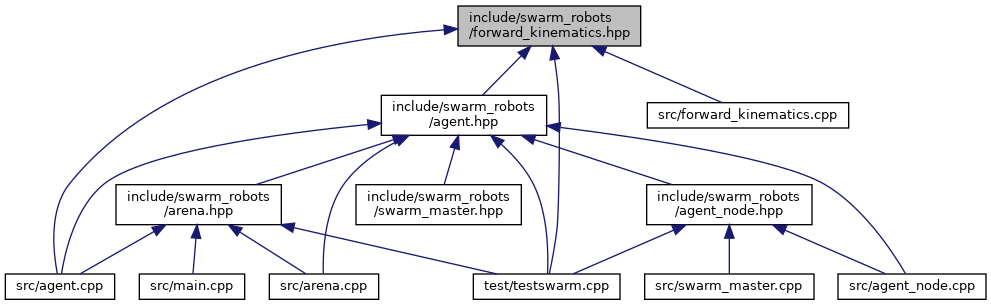 include/swarm_robots
/forward_kinematics.hpp
include/swarm_robots
/agent.hpp
src/forward_kinematics.cpp
include/swarm_robots
/arena.hpp
include/swarm_robots
/swarm_master.hpp
include/swarm_robots
/agent_node.hpp
src/agent.cpp
src/main.cpp
src/arena.cpp
test/testswarm.cpp
src/swarm_master.cpp
src/agent_node.cpp